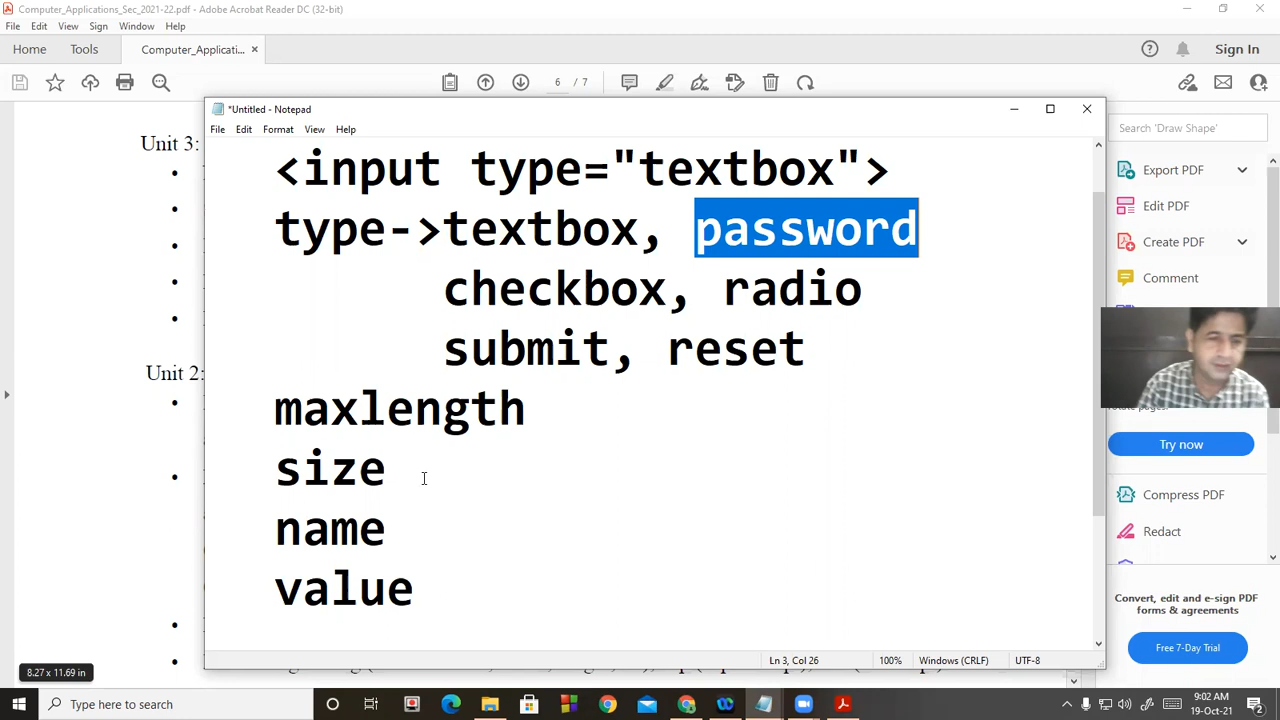 Computer_Applications_Sec_2021-22.pdf - Adobe Acrobat Reader DC (32-bit)
File Edit View Sign Window Help
Home Tools Computer_Applicati... × Sign In
6 / 7
*Untitled - Notepad
File Edit Format View Help
Search 'Draw Shape'
Unit 3:
<input type="textbox">
type->textbox, password
checkbox, radio
submit, reset
maxlength
size
name
value
Unit 2:
Export PDF
Edit PDF
Create PDF
Comment
Try now
Compress PDF
Redact
Convert, edit and e-sign PDF
forms & agreements
Free 7-Day Trial
8.27 x 11.69 in
Ln 3, Col 26 100% Windows (CRLF) UTF-8
Type here to search
9:02 AM
19-Oct-21